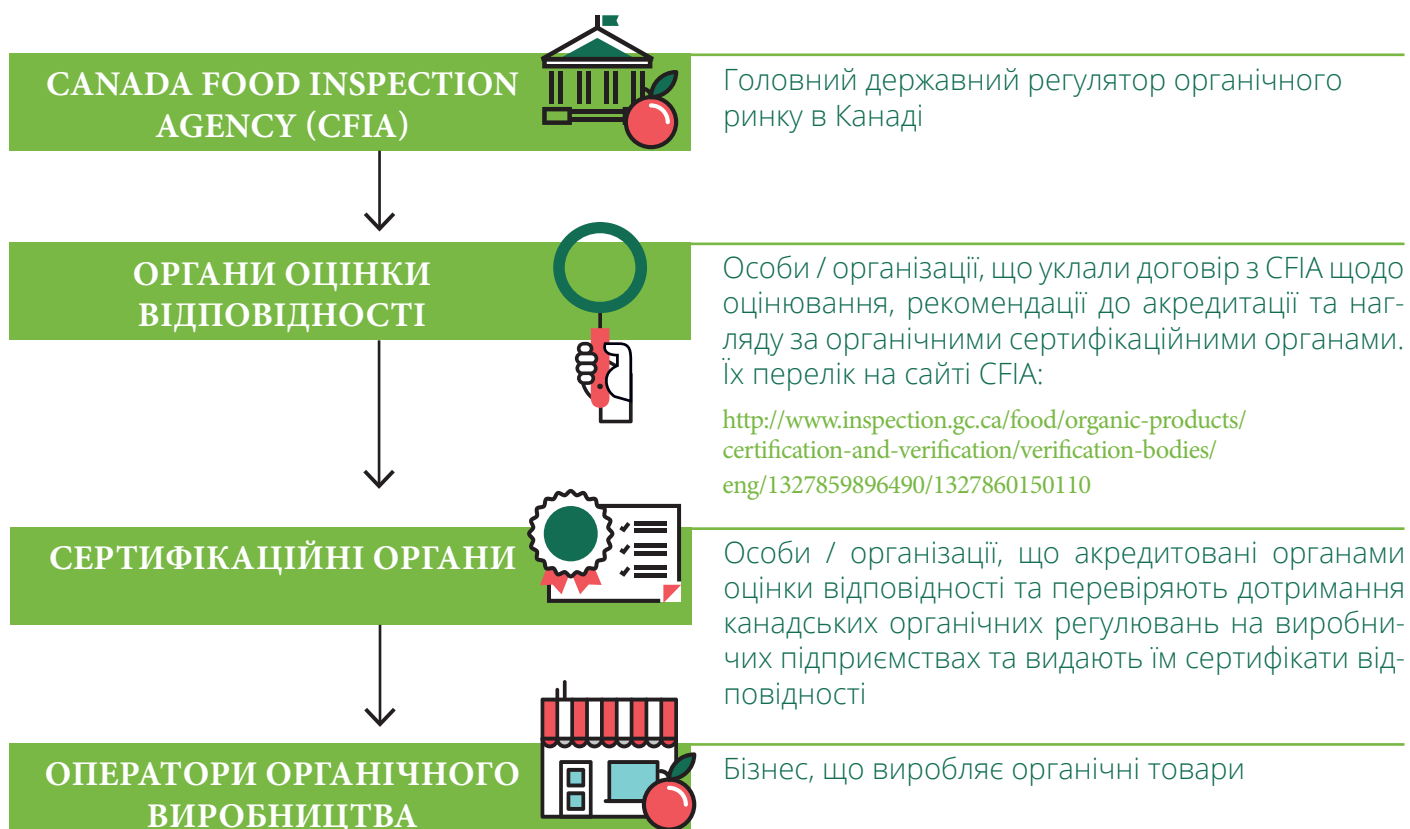 CANADA FOOD INSPECTION
AGENCY (CFIA)
Головний державний регулятор органічного
ринку в Канаді
ОРГАНИ ОЦІНКИ
ВІДПОВІДНОСТІ
Особи / організації, що уклали договір з CFIA щодо
оцінювання, рекомендації до акредитації та наг-
ляду за органічними сертифікаційними органами.
Їх перелік на сайті CFIA:
http://www.inspection.gc.ca/food/organic-products/
certification-and-verification/verification-bodies/
eng/1327859896490/1327860150110
СЕРТИФІКАЦІЙНІ ОРГАНИ
Особи / організації, що акредитовані органами
оцінки відповідності та перевіряють дотримання
канадських органічних регулювань на виробни-
чих підприємствах та видають їм сертифікати від-
повідності
ОПЕРАТОРИ ОРГАНІЧНОГО
ВИРОБНИЦТВА
Бізнес, що виробляє органічні товари